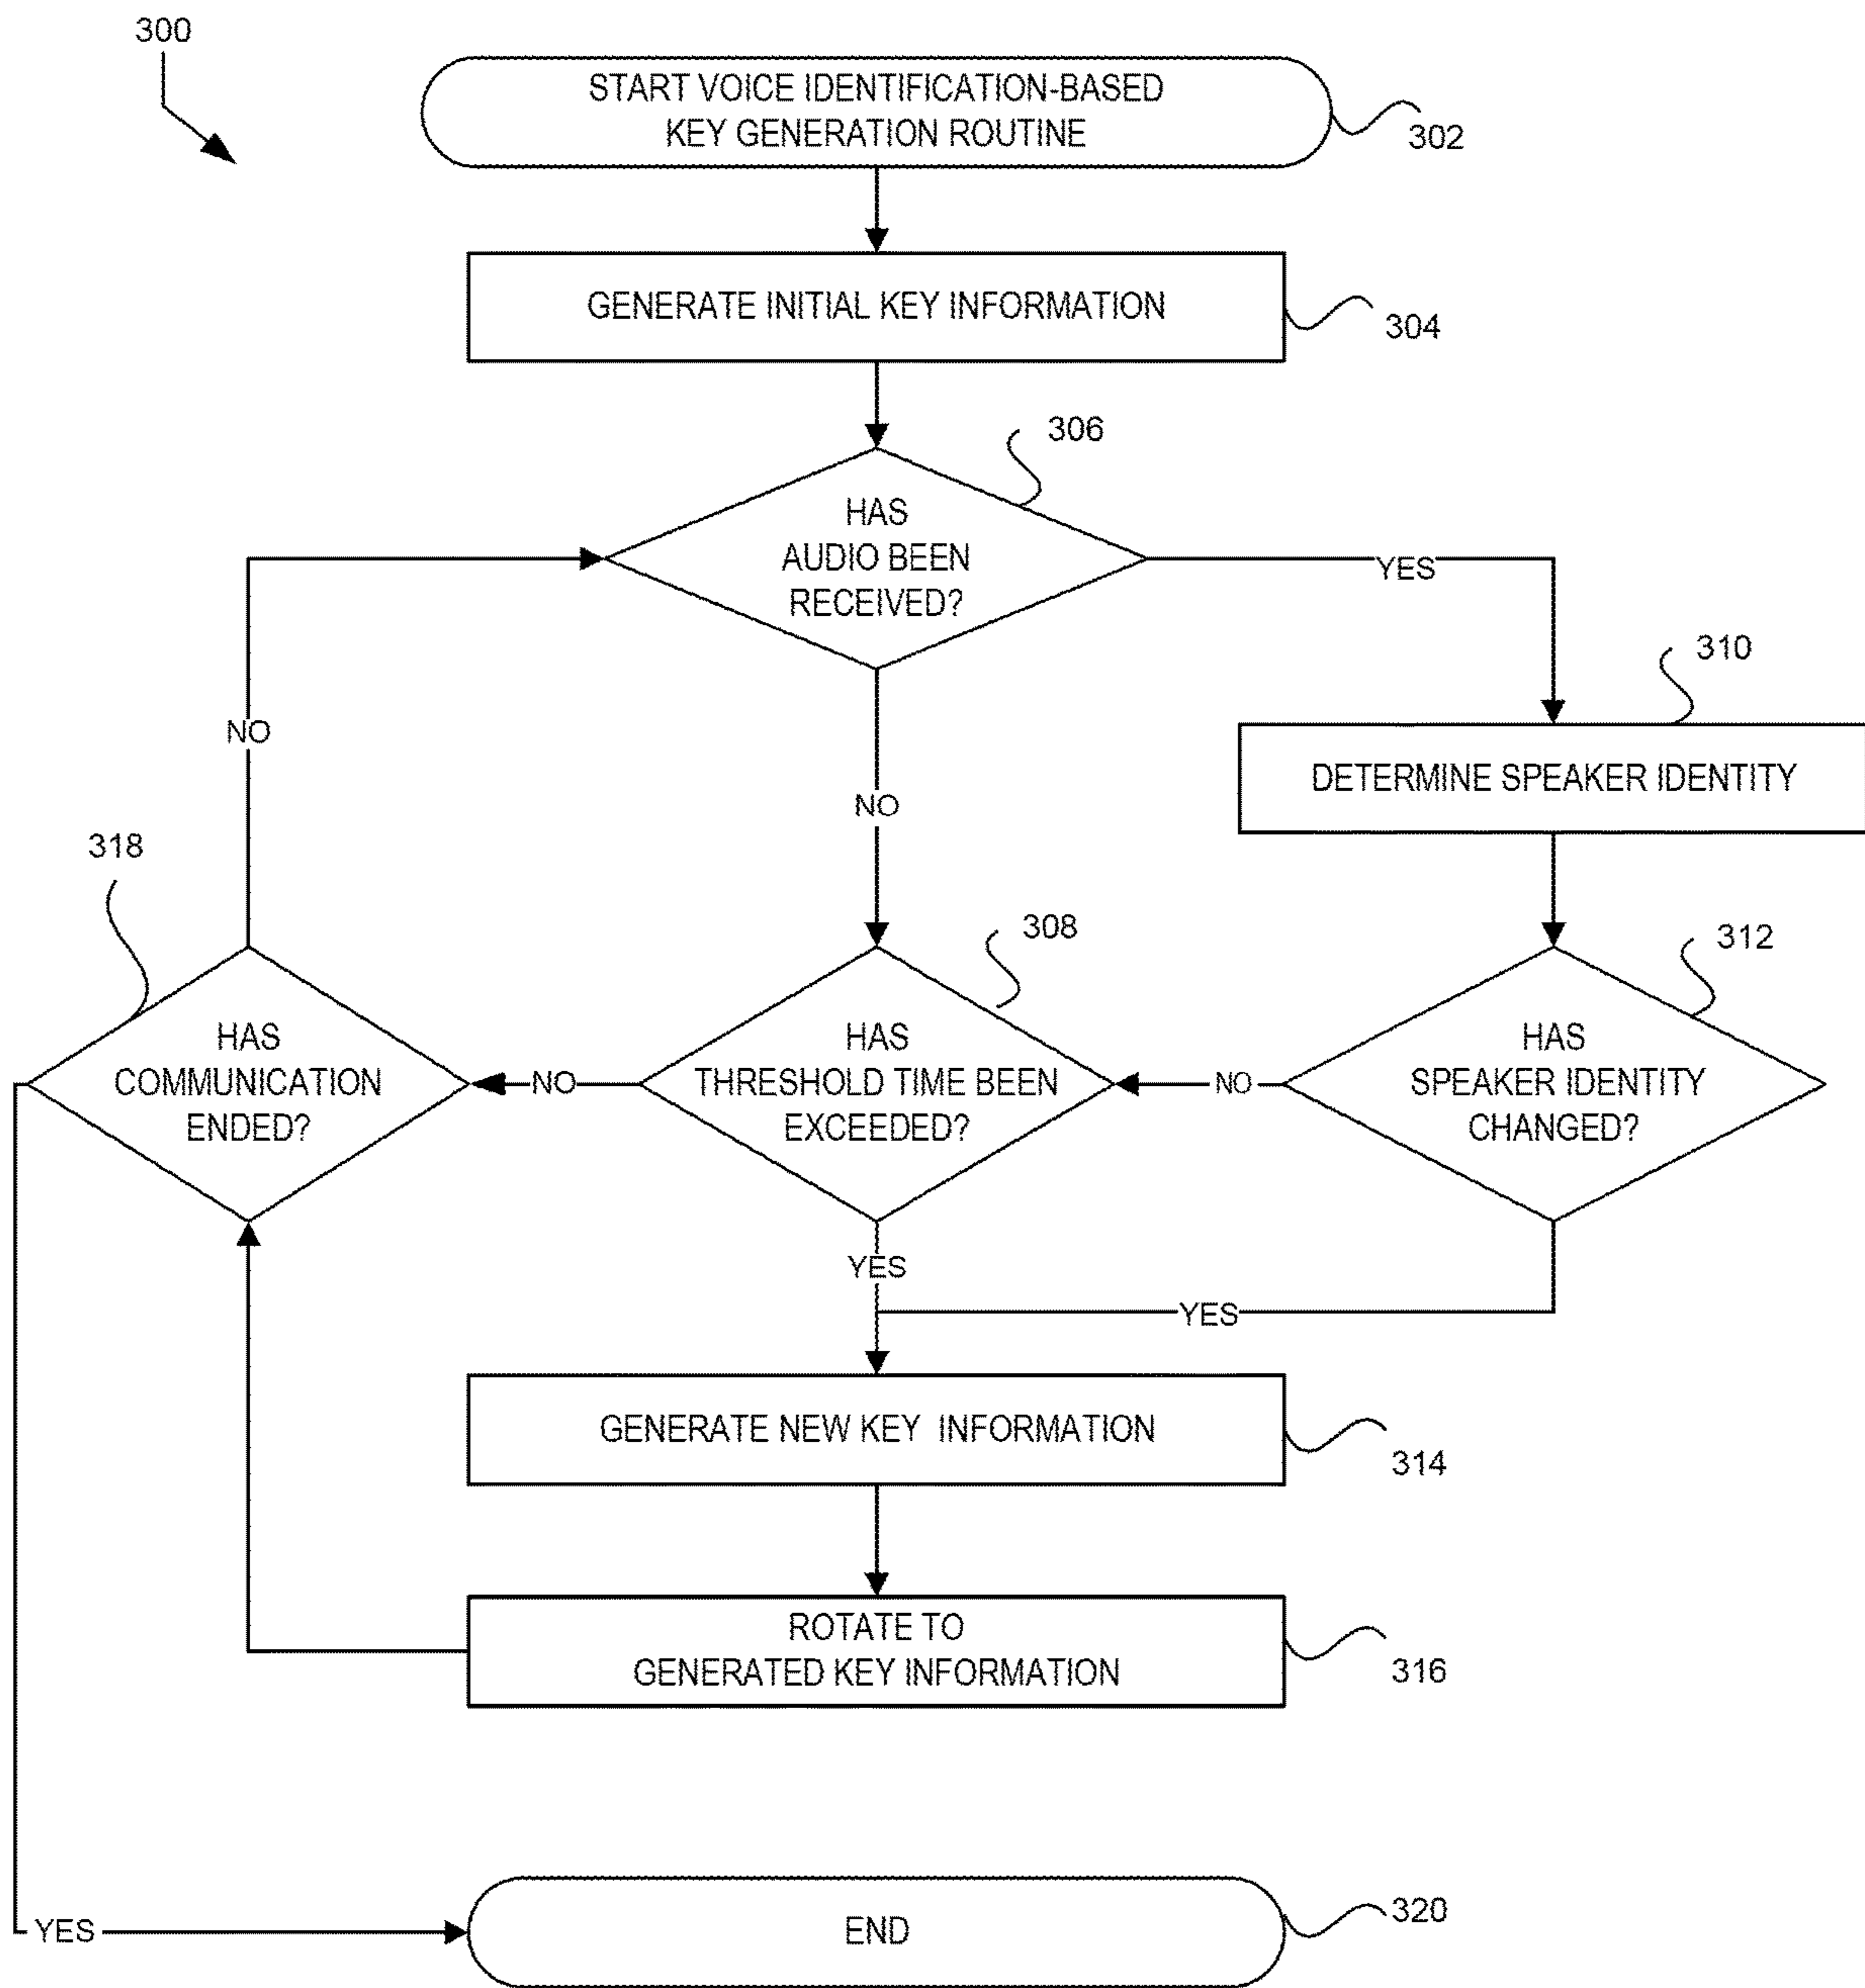 300
START VOICE IDENTIFICATION-BASED
KEY GENERATION ROUTINE
302
GENERATE INITIAL KEY INFORMATION
304
306
HAS
AUDIO BEEN
RECEIVED?
YES
NO
NO
310
DETERMINE SPEAKER IDENTITY
318
308
312
HAS
COMMUNICATION
ENDED?
NO
HAS
THRESHOLD TIME BEEN
EXCEEDED?
NO
HAS
SPEAKER IDENTITY
CHANGED?
YES
YES
GENERATE NEW KEY INFORMATION
314
ROTATE TO
GENERATED KEY INFORMATION
316
YES
END
320